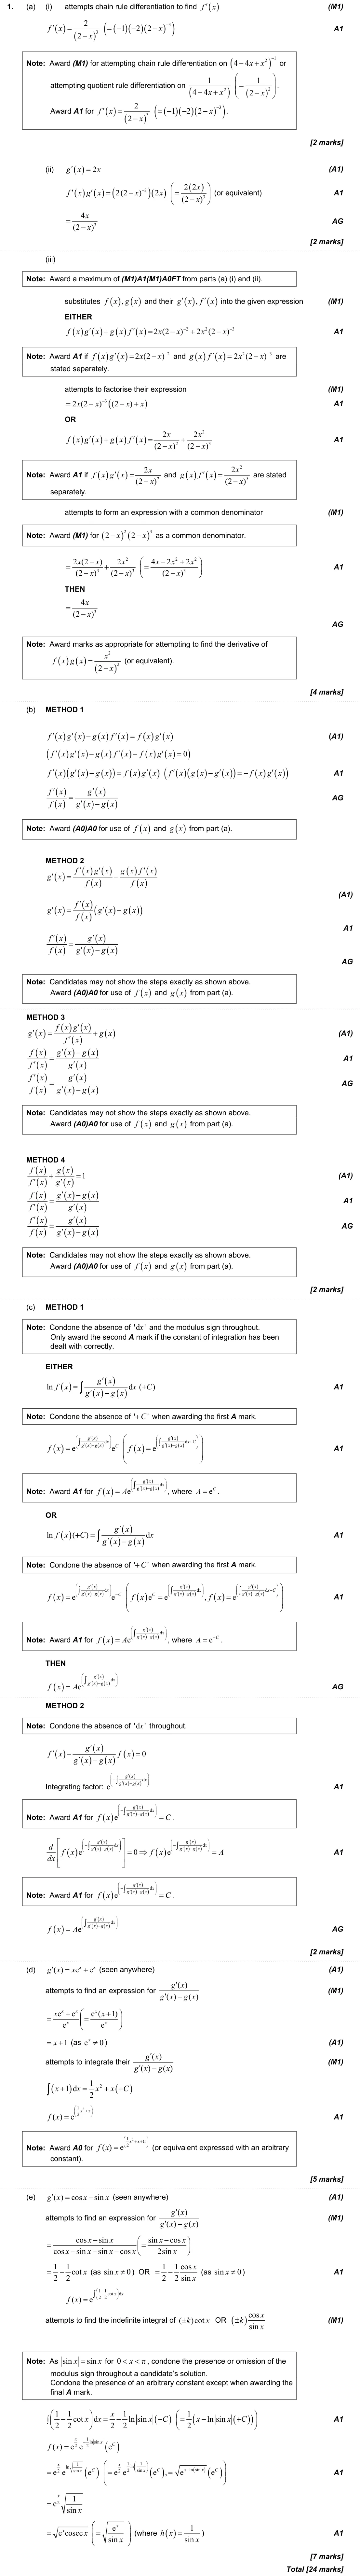 1. (a) (i) attempts chain rule differentiation to find f′(x) (M1)
f′(x) = 2/(2−x)³ (= (−1)(−2)(2−x)⁻³) A1
Note: Award (M1) for attempting chain rule differentiation on (4−4x+x²)⁻¹ or
attempting quotient rule differentiation on 1/(4−4x+x²) (= 1/(2−x)²).
Award A1 for f′(x) = 2/(2−x)³ (= (−1)(−2)(2−x)⁻³).
[2 marks]
(ii) g′(x) = 2x (A1)
f′(x)g′(x) = (2(2−x)⁻³)(2x) (= 2(2x)/(2−x)³) (or equivalent) A1
= 4x/(2−x)³ AG
[2 marks]
(iii)
Note: Award a maximum of (M1)A1(M1)A0FT from parts (a) (i) and (ii).
substitutes f(x), g(x) and their g′(x), f′(x) into the given expression (M1)
EITHER
f(x)g′(x) + g(x)f′(x) = 2x(2−x)⁻² + 2x²(2−x)⁻³ A1
Note: Award A1 if f(x)g′(x) = 2x(2−x)⁻² and g(x)f′(x) = 2x²(2−x)⁻³ are
stated separately.
attempts to factorise their expression (M1)
= 2x(2−x)⁻³((2−x)+x) A1
OR
f(x)g′(x) + g(x)f′(x) = 2x/(2−x)² + 2x²/(2−x)³ A1
Note: Award A1 if f(x)g′(x) = 2x/(2−x)² and g(x)f′(x) = 2x²/(2−x)³ are stated
separately.
attempts to form an expression with a common denominator (M1)
Note: Award (M1) for (2−x)²(2−x)³ as a common denominator.
= 2x(2−x)/(2−x)³ + 2x²/(2−x)³ (= (4x−2x²+2x²)/(2−x)³) A1
THEN
= 4x/(2−x)³
AG
Note: Award marks as appropriate for attempting to find the derivative of
f(x)g(x) = x²/(2−x)² (or equivalent).
[4 marks]
(b) METHOD 1
f′(x)g′(x) − g(x)f′(x) = f(x)g′(x) (A1)
(f′(x)g′(x) − g(x)f′(x) − f(x)g′(x) = 0)
f′(x)(g′(x) − g(x)) = f(x)g′(x) (f′(x)(g(x) − g′(x)) = −f(x)g′(x)) A1
f′(x)/f(x) = g′(x)/(g′(x) − g(x)) AG
Note: Award (A0)A0 for use of f(x) and g(x) from part (a).
METHOD 2
g′(x) = f′(x)g′(x)/f(x) − g(x)f′(x)/f(x)
(A1)
g′(x) = f′(x)/f(x) (g′(x) − g(x))
A1
f′(x)/f(x) = g′(x)/(g′(x) − g(x))
AG
Note: Candidates may not show the steps exactly as shown above.
Award (A0)A0 for use of f(x) and g(x) from part (a).
METHOD 3
g′(x) = f(x)g′(x)/f′(x) + g(x) (A1)
f(x)/f′(x) = (g′(x) − g(x))/g′(x) A1
f′(x)/f(x) = g′(x)/(g′(x) − g(x)) AG
Note: Candidates may not show the steps exactly as shown above.
Award (A0)A0 for use of f(x) and g(x) from part (a).
METHOD 4
f(x)/f′(x) + g(x)/g′(x) = 1 (A1)
f(x)/f′(x) = (g′(x) − g(x))/g′(x) A1
f′(x)/f(x) = g′(x)/(g′(x) − g(x)) AG
Note: Candidates may not show the steps exactly as shown above.
Award (A0)A0 for use of f(x) and g(x) from part (a).
[2 marks]
(c) METHOD 1
Note: Condone the absence of 'dx' and the modulus sign throughout.
Only award the second A mark if the constant of integration has been
dealt with correctly.
EITHER
ln f(x) = ∫ g′(x)/(g′(x) − g(x)) dx (+C) A1
Note: Condone the absence of '+C' when awarding the first A mark.
f(x) = e^(∫ g′(x)/(g′(x)−g(x)) dx) e^C (f(x) = e^(∫ g′(x)/(g′(x)−g(x)) dx+C)) A1
Note: Award A1 for f(x) = Ae^(∫ g′(x)/(g′(x)−g(x)) dx), where A = e^C.
OR
ln f(x)(+C) = ∫ g′(x)/(g′(x) − g(x)) dx A1
Note: Condone the absence of '+C' when awarding the first A mark.
f(x) = e^(∫ g′(x)/(g′(x)−g(x)) dx) e^−C (f(x)e^C = e^(∫ g′(x)/(g′(x)−g(x)) dx), f(x) = e^(∫ g′(x)/(g′(x)−g(x)) dx−C)) A1
Note: Award A1 for f(x) = Ae^(∫ g′(x)/(g′(x)−g(x)) dx), where A = e^−C.
THEN
f(x) = Ae^(∫ g′(x)/(g′(x)−g(x)) dx) AG
METHOD 2
Note: Condone the absence of 'dx' throughout.
f′(x) − g′(x)/(g′(x) − g(x)) f(x) = 0
Integrating factor: e^(−∫ g′(x)/(g′(x)−g(x)) dx) A1
Note: Award A1 for f(x)e^(−∫ g′(x)/(g′(x)−g(x)) dx) = C.
d/dx [f(x)e^(−∫ g′(x)/(g′(x)−g(x)) dx)] = 0 ⇒ f(x)e^(−∫ g′(x)/(g′(x)−g(x)) dx) = A A1
Note: Award A1 for f(x)e^(−∫ g′(x)/(g′(x)−g(x)) dx) = C.
f(x) = Ae^(∫ g′(x)/(g′(x)−g(x)) dx) AG
[2 marks]
(d) g′(x) = xeˣ + eˣ (seen anywhere) (A1)
attempts to find an expression for g′(x)/(g′(x) − g(x)) (M1)
= (xeˣ + eˣ)/eˣ (= eˣ(x+1)/eˣ)
= x + 1 (as eˣ ≠ 0) (A1)
attempts to integrate their g′(x)/(g′(x) − g(x)) (M1)
∫(x+1)dx = 1/2 x² + x (+C)
f(x) = e^(1/2 x² + x) A1
Note: Award A0 for f(x) = e^(1/2 x² + x + C) (or equivalent expressed with an arbitrary
constant).
[5 marks]
(e) g′(x) = cos x − sin x (seen anywhere) (A1)
attempts to find an expression for g′(x)/(g′(x) − g(x)) (M1)
= (cos x − sin x)/(cos x − sin x − sin x − cos x) (= (sin x − cos x)/(2 sin x))
= 1/2 − 1/2 cot x (as sin x ≠ 0) OR = 1/2 − 1/2 cos x/sin x (as sin x ≠ 0) A1
f(x) = e^(∫(1/2 − 1/2 cot x)dx)
attempts to find the indefinite integral of (±k)cot x OR (±k) cos x/sin x (M1)
Note: As |sin x| = sin x for 0 < x < π, condone the presence or omission of the
modulus sign throughout a candidate's solution.
Condone the presence of an arbitrary constant except when awarding the
final A mark.
∫(1/2 − 1/2 cot x)dx = x/2 − 1/2 ln|sin x|(+C) (= 1/2 (x − ln|sin x|(+C))) A1
f(x) = e^(x/2) e^(−1/2 ln|sin x|) (e^C)
= e^(x/2) e^(ln √(1/sin x)) (e^C) (= e^(x/2) e^(1/2 ln(1/sin x)) (e^C), = √(e^(x−ln(sin x))) (e^C)) A1
= e^(x/2) √(1/sin x)
= √(eˣ cosec x) (= √(eˣ/sin x)) (where h(x) = 1/sin x) A1
[7 marks]
Total [24 marks]